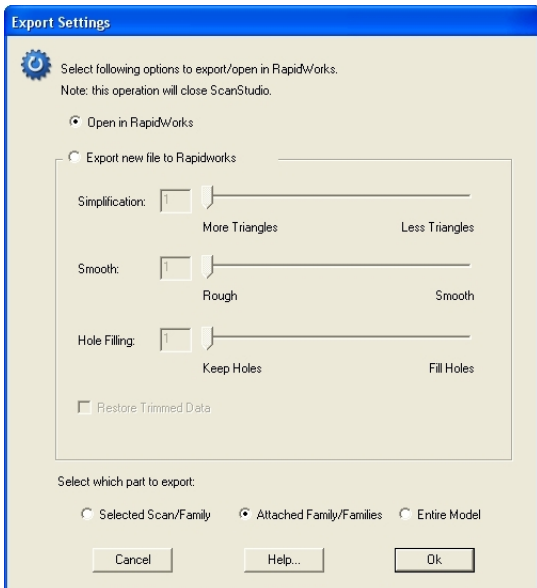 Export Settings
Select following options to export/open in RapidWorks.
Note: this operation will close ScanStudio.
Open in RapidWorks
Export new file to Rapidworks
Simplification: 1
More Triangles Less Triangles
Smooth: 1
Rough Smooth
Hole Filling: 1
Keep Holes Fill Holes
Restore Trimmed Data
Select which part to export:
Selected Scan/Family Attached Family/Families Entire Model
Cancel Help... Ok